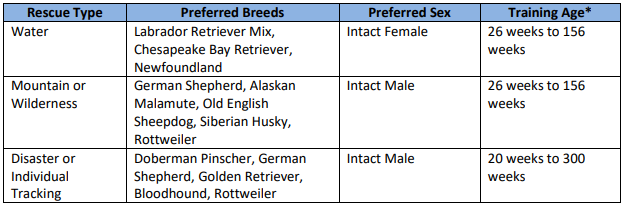 Rescue Type Preferred Breeds Preferred Sex Training Age*
Water Labrador Retriever Mix, Intact Female 26 weeks to 156
Chesapeake Bay Retriever, weeks
Newfoundland
Mountain or German Shepherd, Alaskan Intact Male 26 weeks to 156
Wilderness Malamute, Old English weeks
Sheepdog, Siberian Husky,
Rottweiler
Disaster or Doberman Pinscher, German Intact Male 20 weeks to 300
Individual Shepherd, Golden Retriever, weeks
Tracking Bloodhound, Rottweiler